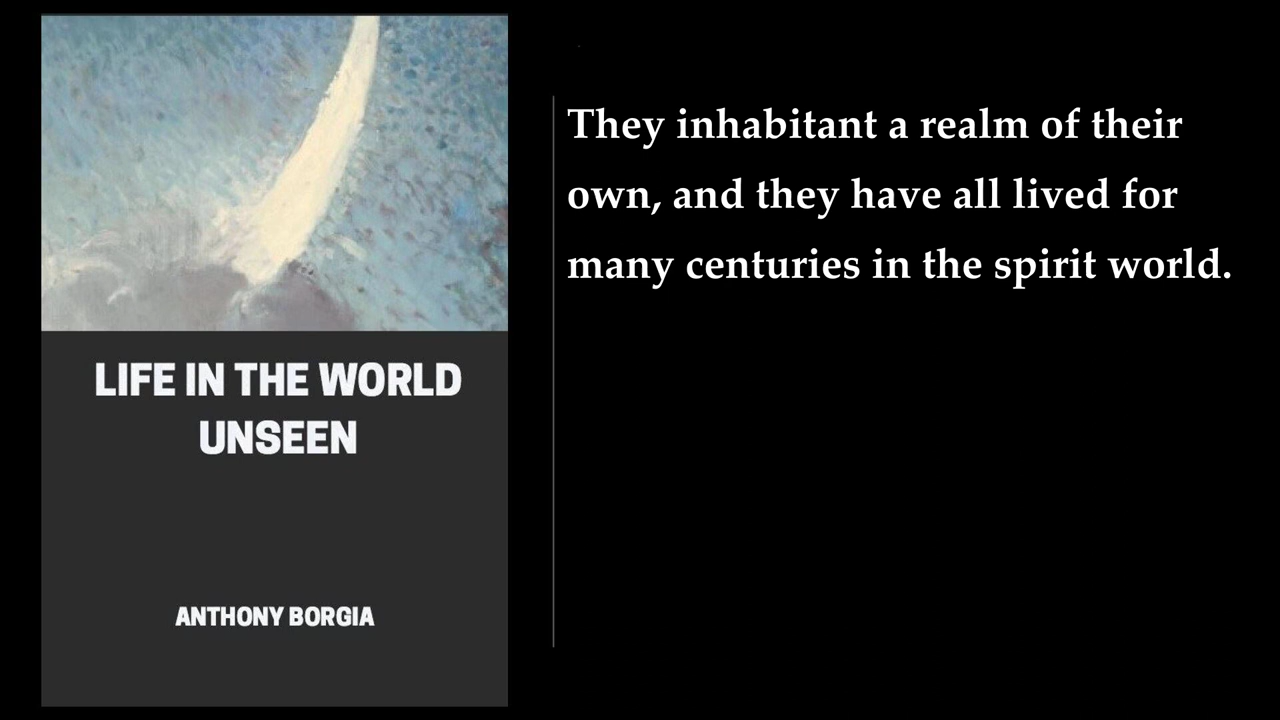 LIFE IN THE WORLD
UNSEEN
ANTHONY BORGIA
They inhabitant a realm of their
own, and they have all lived for
many centuries in the spirit world.